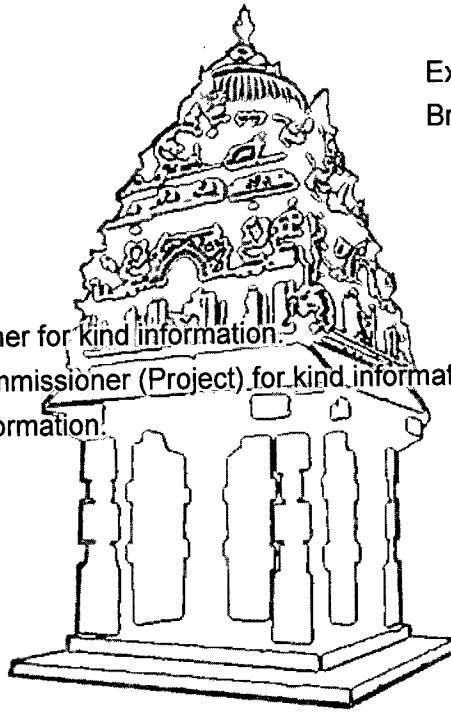 Ex
Br
ner for kind information.
mmissioner (Project) for kind informat
ormation.